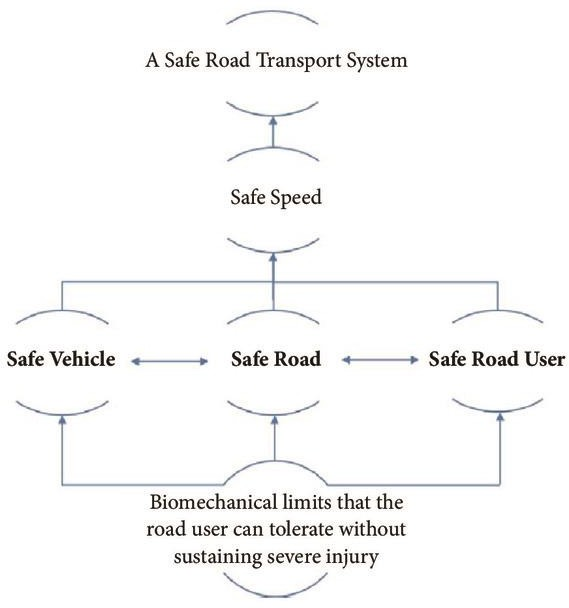 A Safe Road Transport System
Safe Speed
Safe Vehicle
Safe Road
Safe Road User
Biomechanical limits that the
road user can tolerate without
sustaining severe injury